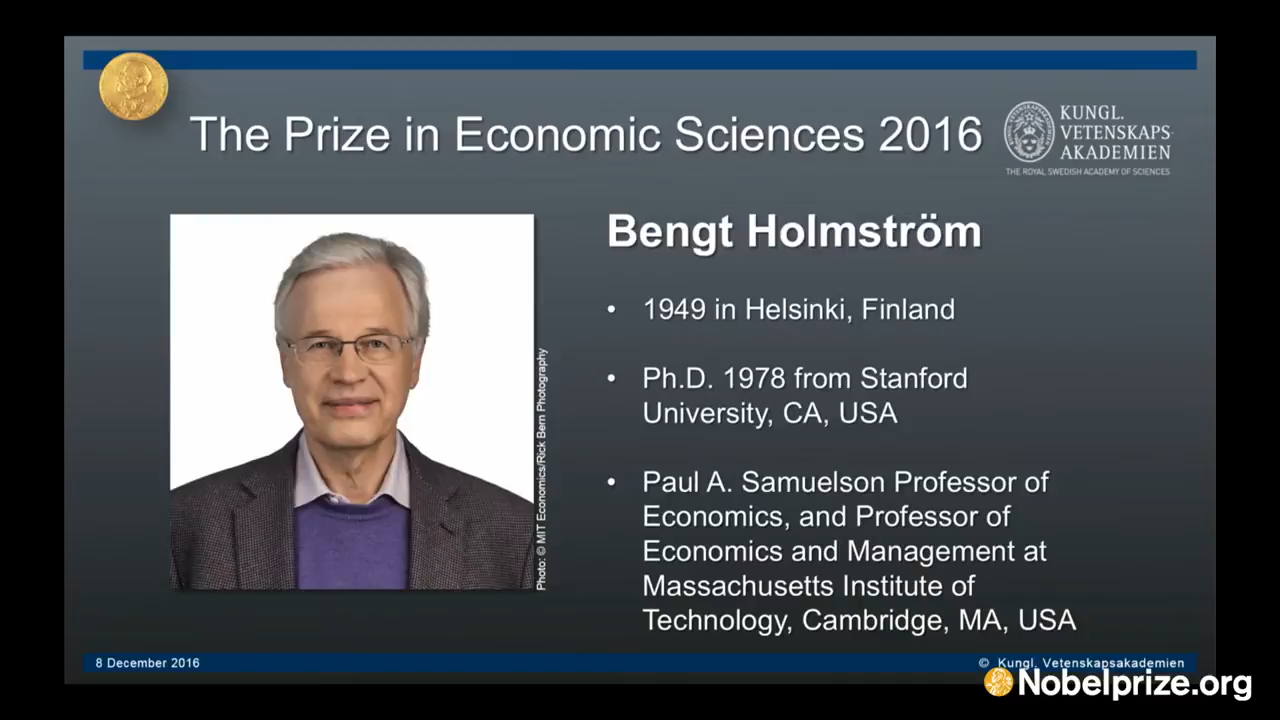 The Prize in Economic Sciences 2016
KUNGL.
VETENSKAPS-
AKADEMIEN
THE ROYAL SWEDISH ACADEMY OF SCIENCES
Bengt Holmström
• 1949 in Helsinki, Finland
• Ph.D. 1978 from Stanford
University, CA, USA
• Paul A. Samuelson Professor of
Economics, and Professor of
Economics and Management at
Massachusetts Institute of
Technology, Cambridge, MA, USA
Photo: © MIT Economics/Rick Bern Photography
8 December 2016
© Kungl. Vetenskapsakademien
Nobelprize.org